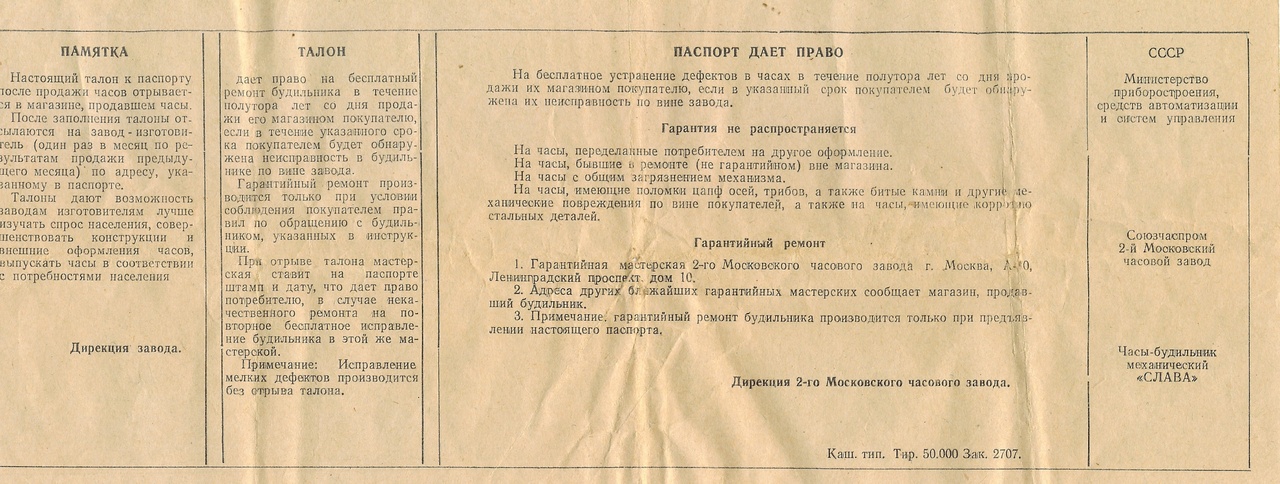 ПАМЯТКА
Настоящий талон к паспорту
после продажи часов отрывает-
ся в магазине, продавшем часы.
После заполнения талоны от-
сылаются на завод-изготови-
тель (один раз в месяц по ре-
зультатам продажи предыду-
щего месяца) по адресу, ука-
занному в паспорте.
Талоны дают возможность
заводам изготовителям лучше
изучать спрос населения, совер-
шенствовать конструкции и
внешние оформления часов,
выпускать часы в соответствии
с потребностями населения
Дирекция завода.
ТАЛОН
дает право на бесплатный
ремонт будильника в течение
полутора лет со дня прода-
жи его магазином покупателю,
если в течение указанного сро-
ка покупателем будет обнару-
жена неисправность в будиль-
нике по вине завода.
Гарантийный ремонт произ-
водится только при условии
соблюдения покупателем пра-
вил по обращению с будиль-
ником, указанных в инструк-
ции.
При отрыве талона мастер-
ская ставит на паспорте
штамп и дату, что дает право
потребителю, в случае нека-
чественного ремонта на по-
вторное бесплатное исправле-
ние будильника в этой же ма-
стерской.
Примечание: Исправление
мелких дефектов производится
без отрыва талона.
ПАСПОРТ ДАЕТ ПРАВО
На бесплатное устранение дефектов в часах в течение полутора лет со дня про-
дажи их магазином покупателю, если в указанный срок покупателем будет обнару-
жена их неисправность по вине завода.
Гарантия не распространяется
На часы, переделанные потребителем на другое оформление.
На часы, бывшие в ремонте (не гарантийном) вне магазина.
На часы с общим загрязнением механизма.
На часы, имеющие поломки цапф осей, трибов, а также битые камни и другие ме-
ханические повреждения по вине покупателей, а также на часы, имеющие коррозию
стальных деталей.
Гарантийный ремонт
1. Гарантийная мастерская 2-го Московского часового завода г. Москва,
Ленинградский проспект. дом 10.
2. Адреса других ближайших гарантийных мастерских сообщает магазин, продав-
ший будильник.
3. Примечание. гарантийный ремонт будильника производится только при предъяв-
лении настоящего паспорта.
Дирекция 2-го Московского часового завода.
Каш. тип. Тир. 50.000 Зак. 2707.
СССР
Министерство
приборостроения,
средств автоматизации
и систем управления
Союзчаспром
2-й Московский
часовой завод
Часы-будильник
механический
«СЛАВА»